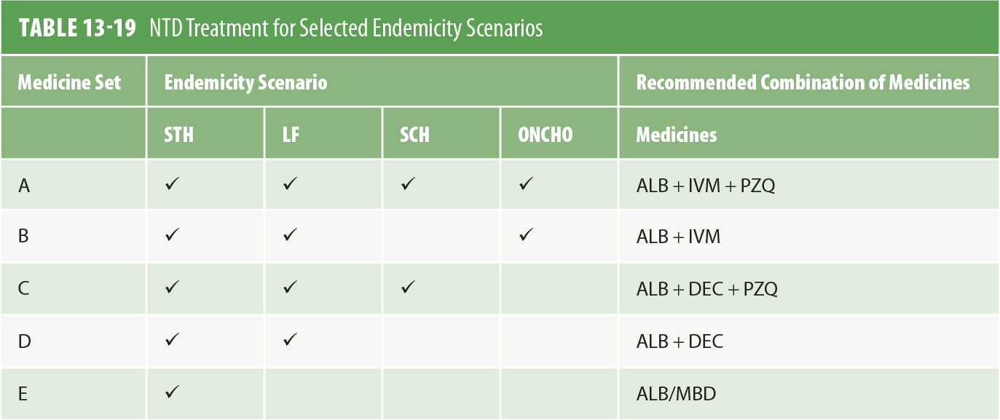 TABLE 13-19 NTD Treatment for Selected Endemicity Scenarios
Medicine Set Endemicity Scenario Recommended Combination of Medicines
STH LF SCH ONCHO Medicines
A ✓ ✓ ✓ ✓ ALB + IVM + PZQ
B ✓ ✓ ✓ ALB + IVM
C ✓ ✓ ✓ ALB + DEC + PZQ
D ✓ ✓ ALB + DEC
E ✓ ALB/MBD